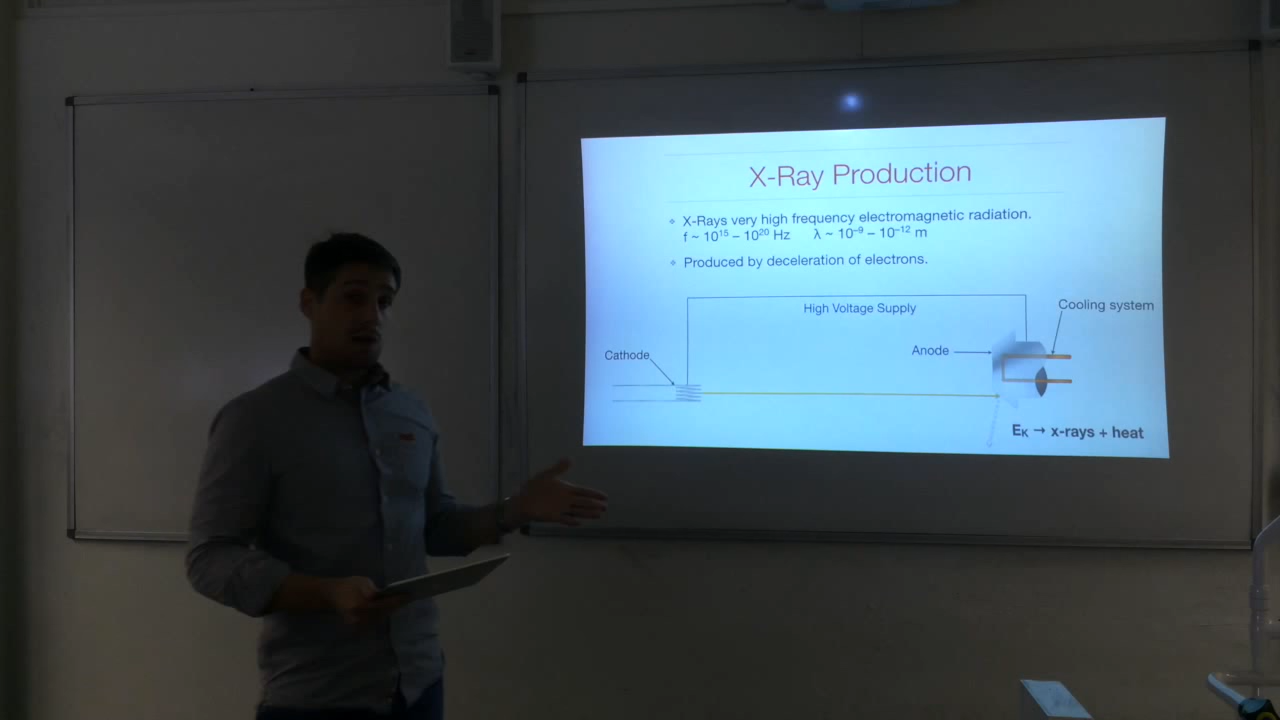 X-Ray Production
X-Rays very high frequency electromagnetic radiation.
f ~ 10¹⁵ – 10²⁰ Hz λ ~ 10⁻⁹ – 10⁻¹² m
Produced by deceleration of electrons.
High Voltage Supply
Cooling system
Anode
Cathode
Eₖ → x-rays + heat